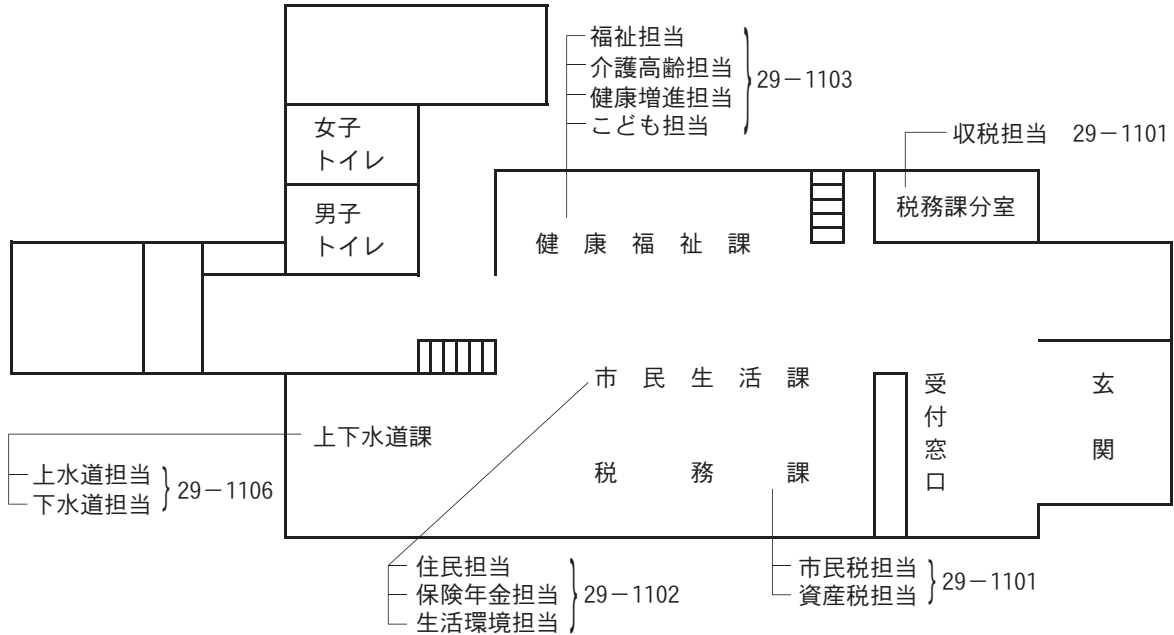 福祉担当
介護高齢担当
健康増進担当
こども担当
29－1103
収税担当 29－1101
女子
トイレ
男子
トイレ
税務課分室
健康福祉課
市民生活課
受付窓口
玄関
上下水道課
税務課
上水道担当
下水道担当
29－1106
住民担当
保険年金担当
生活環境担当
29－1102
市民税担当
資産税担当
29－1101